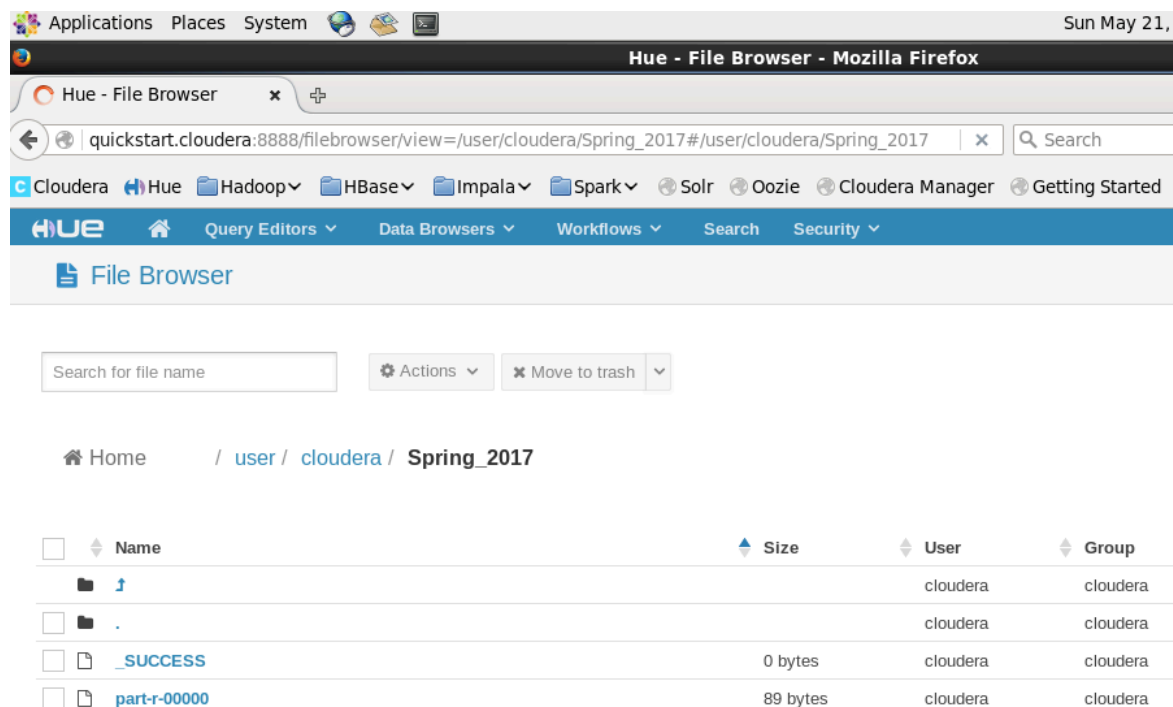 Applications Places System Sun May 21,
Hue - File Browser - Mozilla Firefox
Hue - File Browser
quickstart.cloudera:8888/filebrowser/view=/user/cloudera/Spring_2017#/user/cloudera/Spring_2017 Search
C Cloudera Hue Hadoop HBase Impala Spark Solr Oozie Cloudera Manager Getting Started
HUE Query Editors Data Browsers Workflows Search Security
File Browser
Search for file name Actions Move to trash
Home / user / cloudera / Spring_2017
Name Size User Group
cloudera cloudera
. cloudera cloudera
_SUCCESS 0 bytes cloudera cloudera
part-r-00000 89 bytes cloudera cloudera